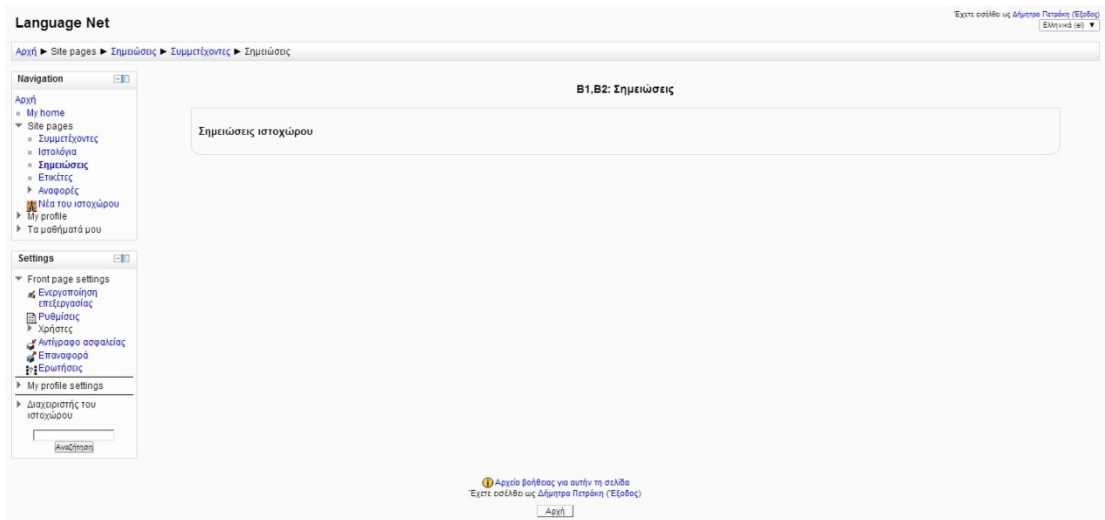 Language Net
Έχετε εισέλθει ως Δήμητρα Πετράκη (Έξοδος)
Ελληνικά (el)
Αρχή ► Site pages ► Σημειώσεις ► Συμμετέχοντες ► Σημειώσεις
Navigation
Αρχή
My home
Site pages
Συμμετέχοντες
Ιστολόγια
Σημειώσεις
Ετικέτες
Αναφορές
Νέα του ιστοχώρου
My profile
Τα μαθήματά μου
Settings
Front page settings
Ενεργοποίηση
επεξεργασίας
Ρυθμίσεις
Χρήστες
Αντίγραφο ασφαλείας
Επαναφορά
Ερωτήσεις
My profile settings
Διαχειριστής του
ιστοχώρου
Αναζήτηση
B1,B2: Σημειώσεις
Σημειώσεις ιστοχώρου
Αρχεία βοήθειας για αυτήν τη σελίδα
Έχετε εισέλθει ως Δήμητρα Πετράκη (Έξοδος)
Αρχή